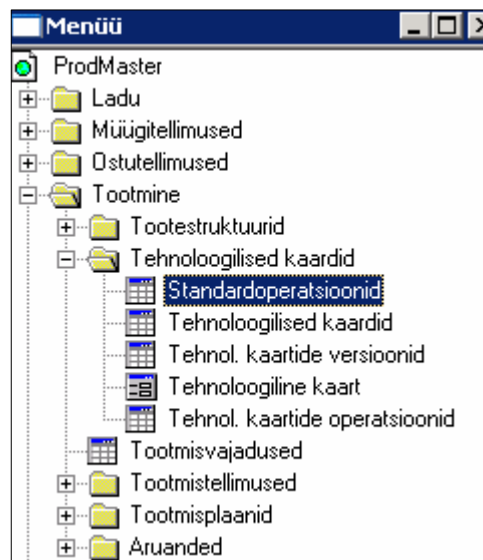 Menüü
ProdMaster
Ladu
Müügitellimused
Ostutellimused
Tootmine
Tootestruktuurid
Tehnoloogilised kaardid
Standardoperatsioonid
Tehnoloogilised kaardid
Tehnol. kaartide versioonid
Tehnoloogiline kaart
Tehnol. kaartide operatsioonid
Tootmisvajadused
Tootmistellimused
Tootmisplaanid
Aruanded